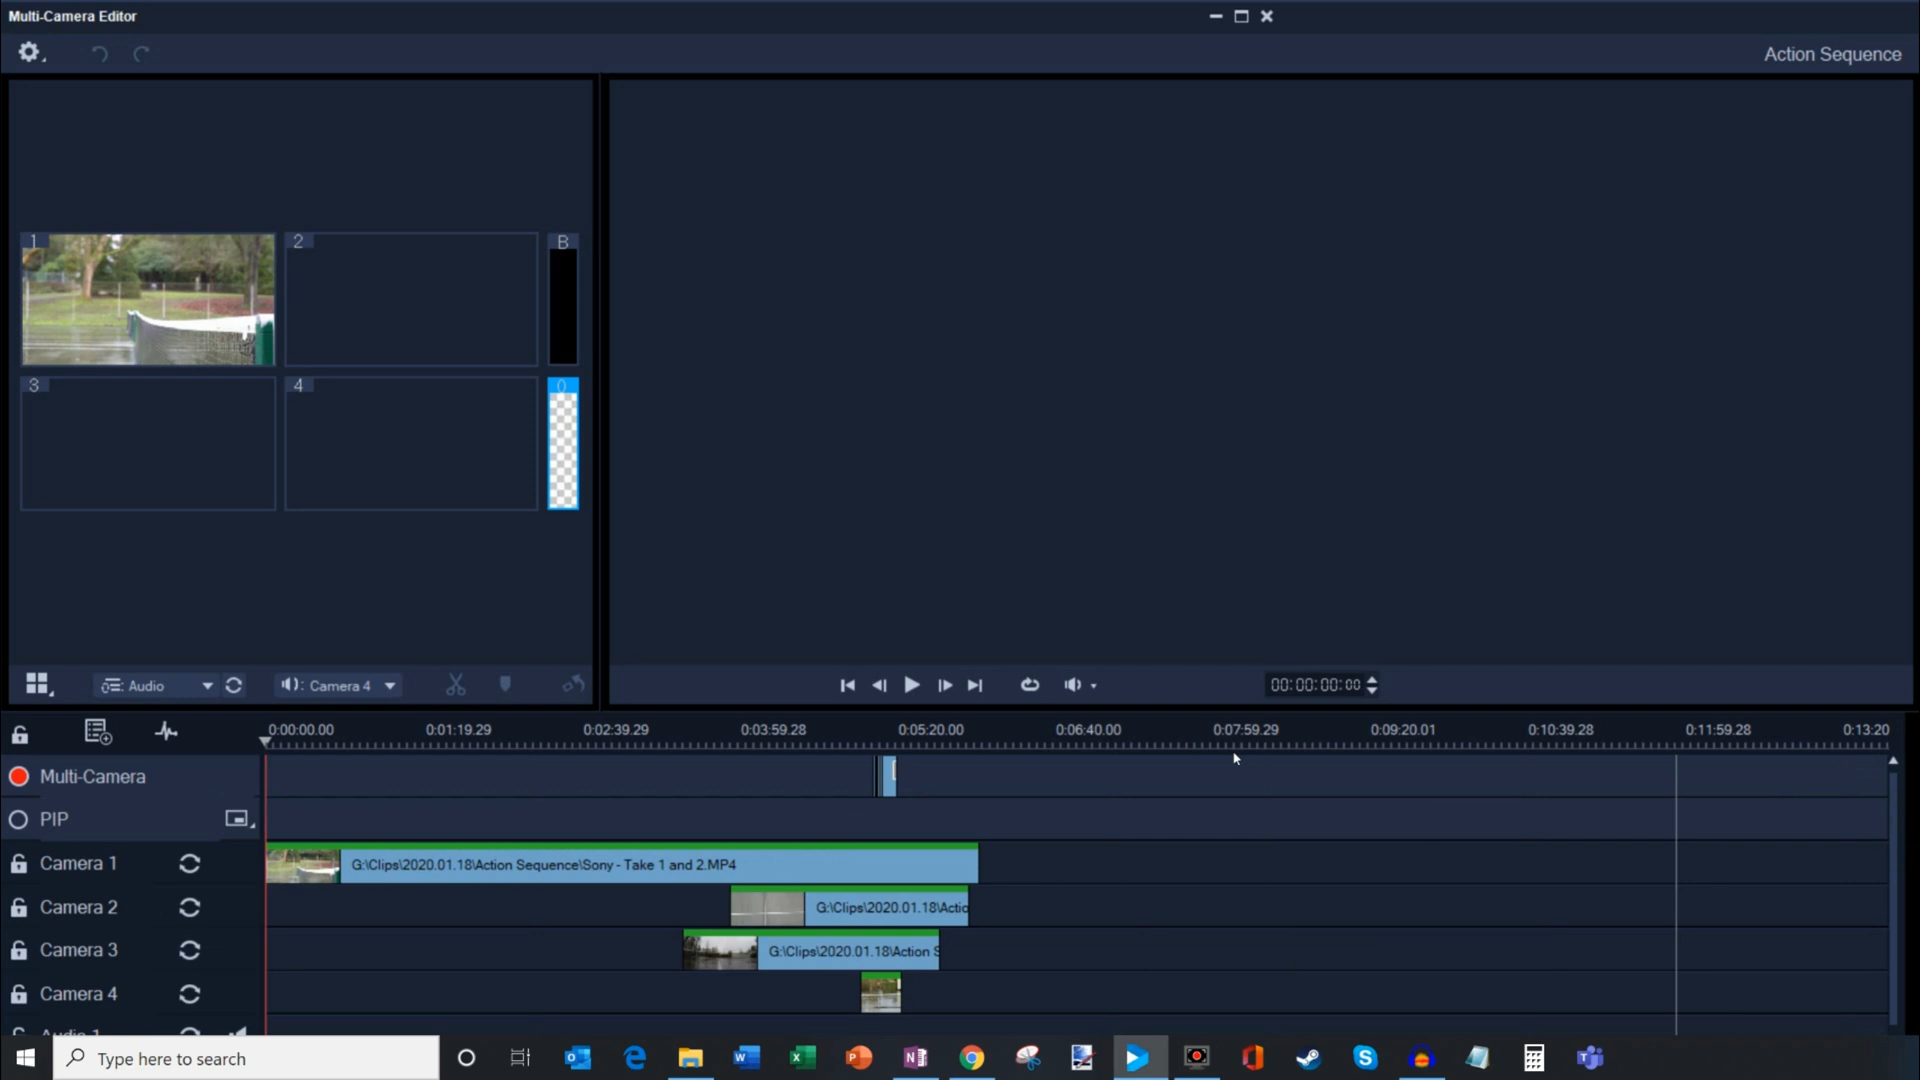 Multi-Camera Editor
Action Sequence
1
2
B
3
4
0
Audio
: Camera 4
00:00:00:00
0:00:00.00
0:01:19.29
0:02:39.29
0:03:59.28
0:05:20.00
0:06:40.00
0:07:59.29
0:09:20.01
0:10:39.28
0:11:59.28
0:13:20
Multi-Camera
PIP
Camera 1
G:\Clips\2020.01.18\Action Sequence\Sony - Take 1 and 2.MP4
Camera 2
G:\Clips\2020.01.18\Actio
Camera 3
G:\Clips\2020.01.18\Action S
Camera 4
Audio 1
Type here to search